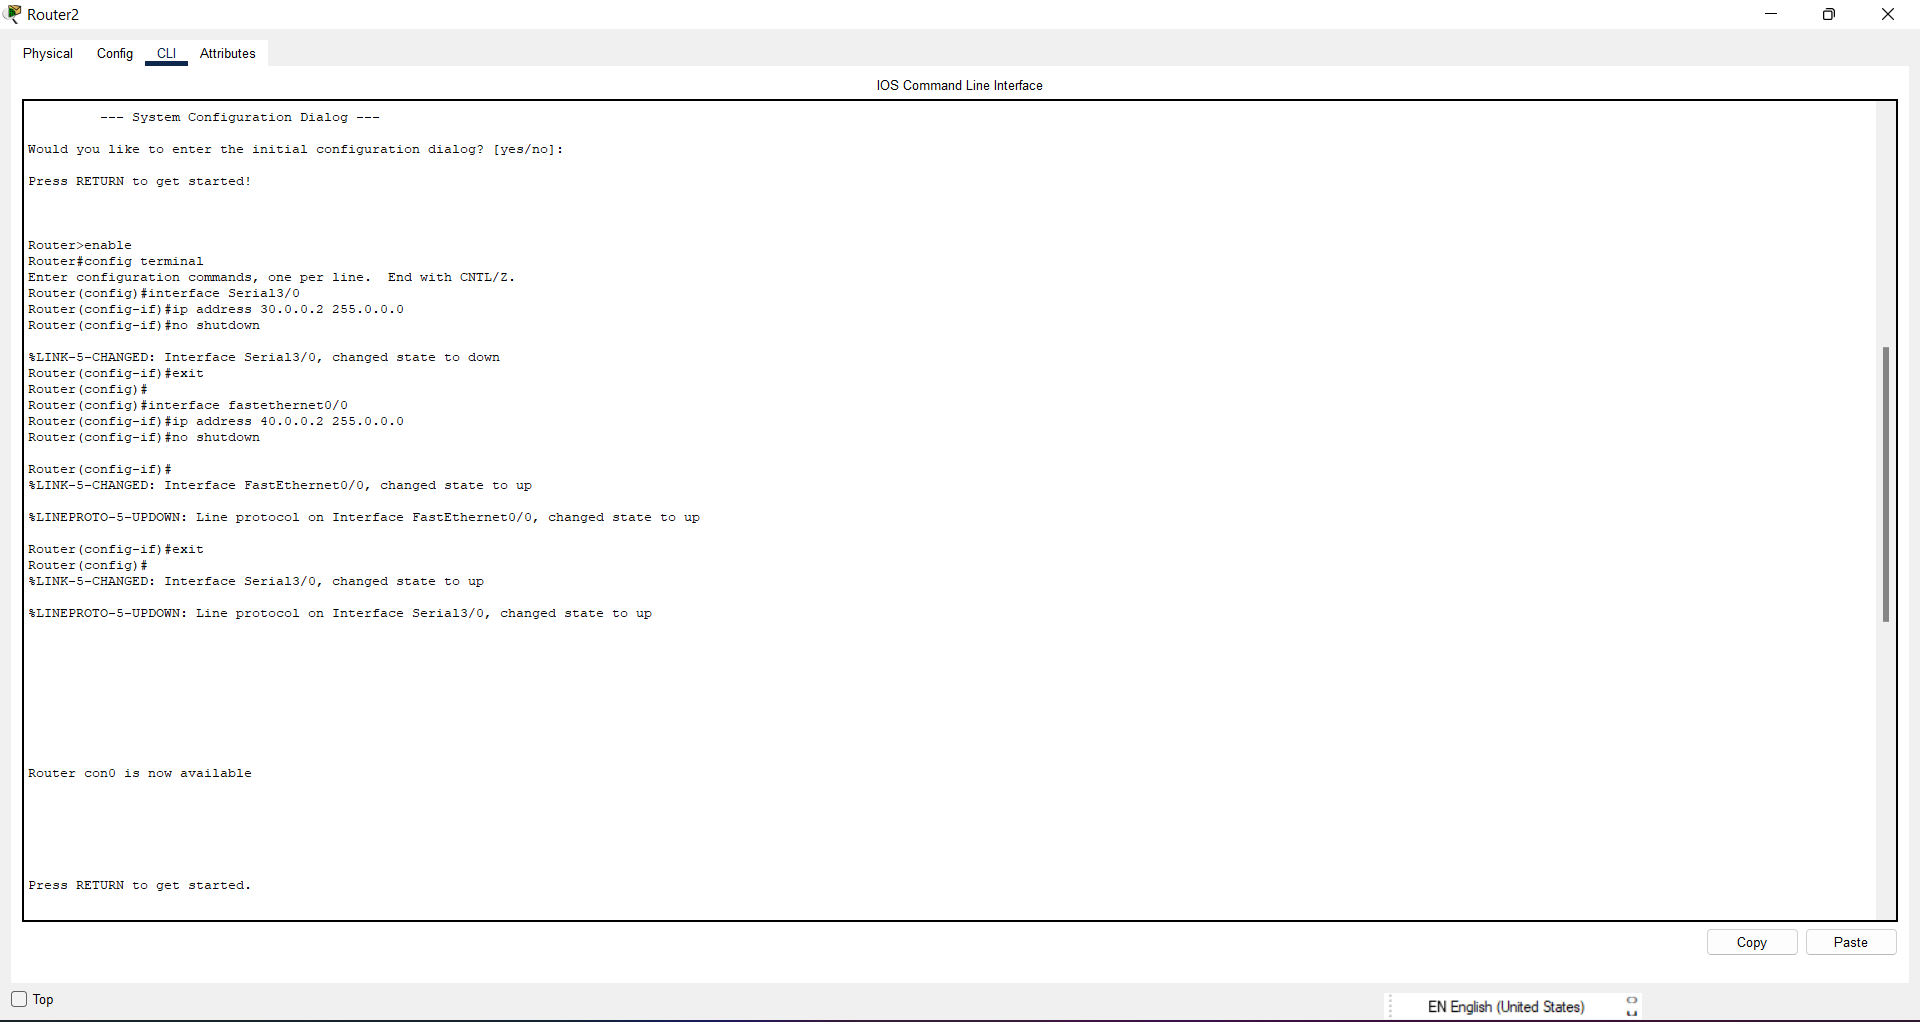 Router2
Physical Config CLI Attributes
IOS Command Line Interface
--- System Configuration Dialog ---
Would you like to enter the initial configuration dialog? [yes/no]:
Press RETURN to get started!
Router>enable
Router#config terminal
Enter configuration commands, one per line.  End with CNTL/Z.
Router(config)#interface Serial3/0
Router(config-if)#ip address 30.0.0.2 255.0.0.0
Router(config-if)#no shutdown
%LINK-5-CHANGED: Interface Serial3/0, changed state to down
Router(config-if)#exit
Router(config)#
Router(config)#interface fastethernet0/0
Router(config-if)#ip address 40.0.0.2 255.0.0.0
Router(config-if)#no shutdown
Router(config-if)#
%LINK-5-CHANGED: Interface FastEthernet0/0, changed state to up
%LINEPROTO-5-UPDOWN: Line protocol on Interface FastEthernet0/0, changed state to up
Router(config-if)#exit
Router(config)#
%LINK-5-CHANGED: Interface Serial3/0, changed state to up
%LINEPROTO-5-UPDOWN: Line protocol on Interface Serial3/0, changed state to up
Router con0 is now available
Press RETURN to get started.
Copy Paste
Top
EN English (United States)